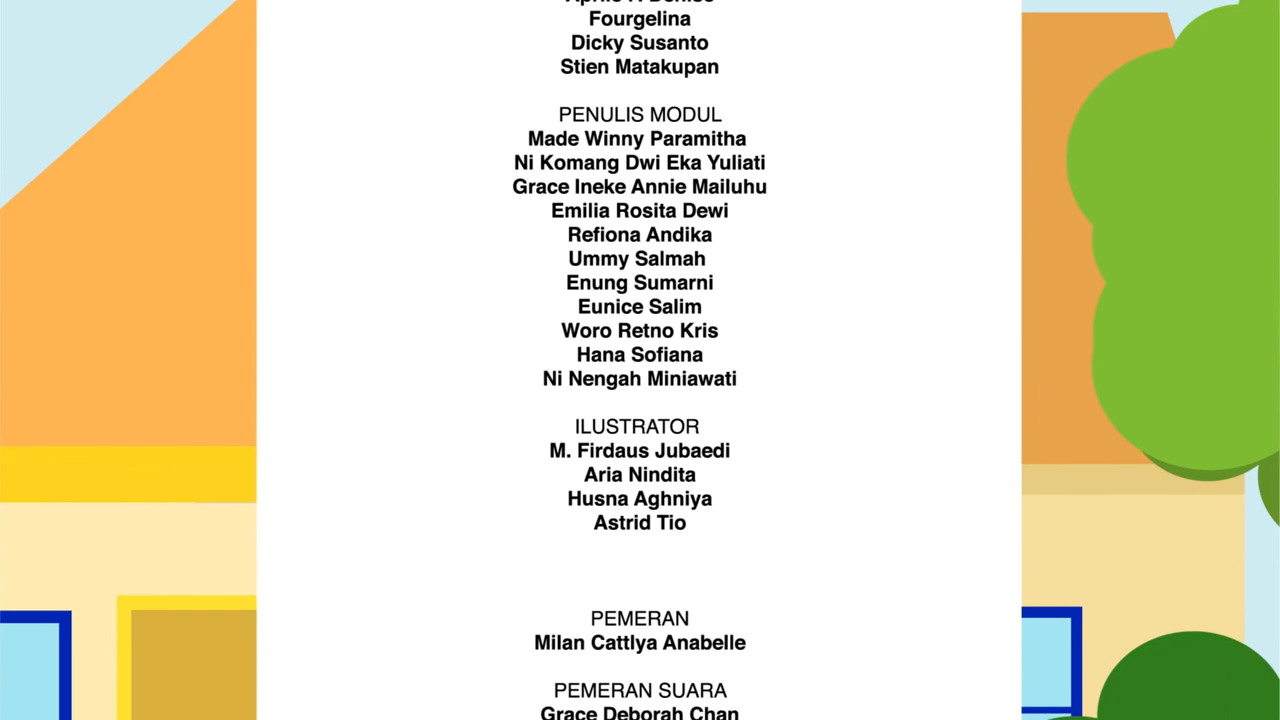 Fourgelina
Dicky Susanto
Stien Matakupan
PENULIS MODUL
Made Winny Paramitha
Ni Komang Dwi Eka Yuliati
Grace Ineke Annie Mailuhu
Emilia Rosita Dewi
Refiona Andika
Ummy Salmah
Enung Sumarni
Eunice Salim
Woro Retno Kris
Hana Sofiana
Ni Nengah Miniawati
ILUSTRATOR
M. Firdaus Jubaedi
Aria Nindita
Husna Aghniya
Astrid Tio
PEMERAN
Milan Cattlya Anabelle
PEMERAN SUARA
Grace Deborah Chan